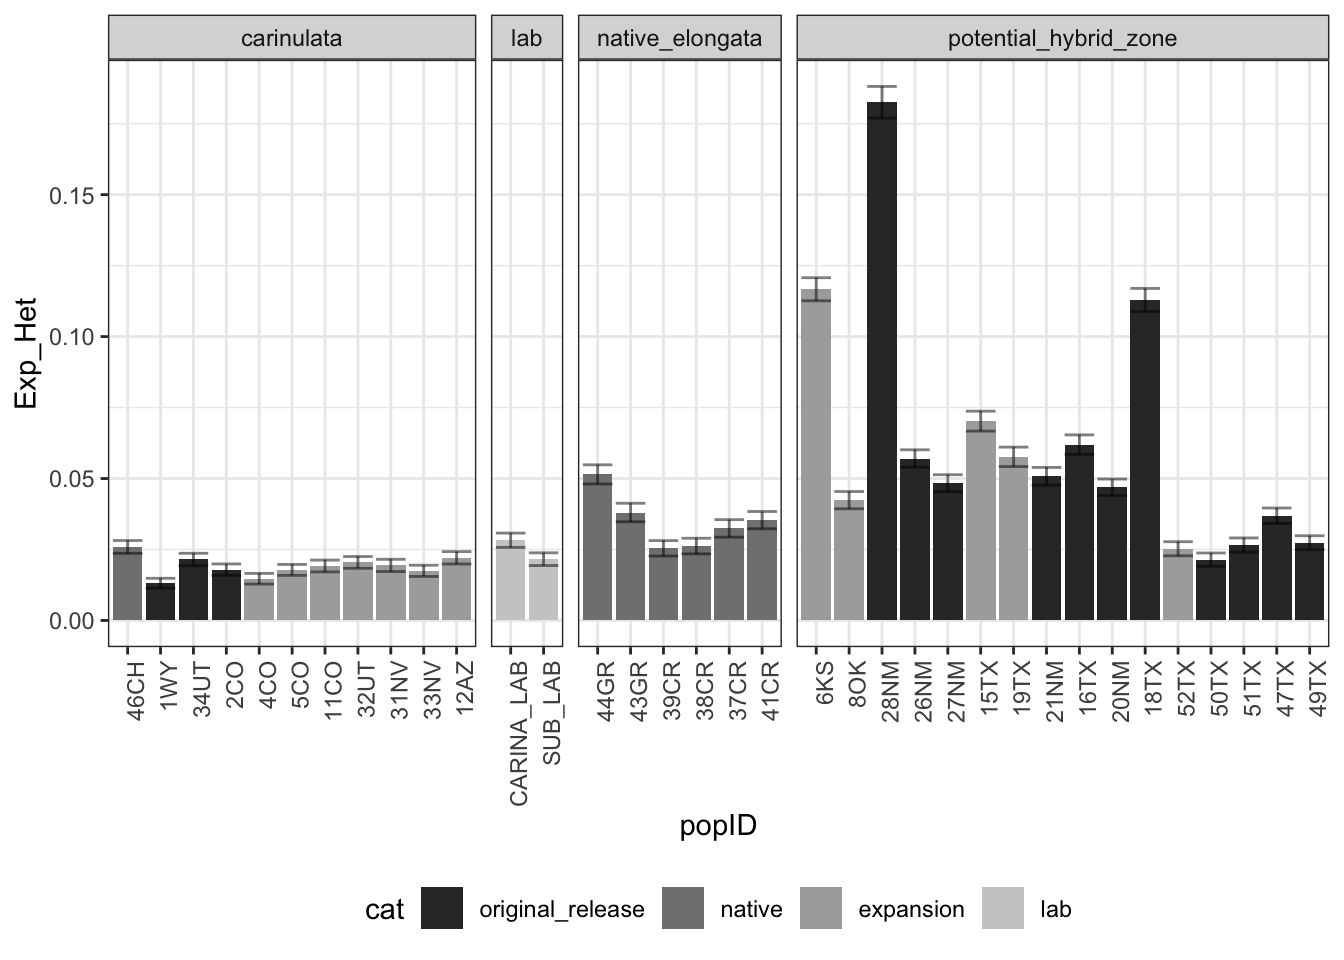 carinulata lab native_elongata potential_hybrid_zone
Exp_Het
0.15
0.10
0.05
0.00
46CH 1WY 34UT 2CO 4CO 5CO 11CO 32UT 31NV 33NV 12AZ CARINA_LAB SUB_LAB 44GR 43GR 39CR 38CR 37CR 41CR 6KS 8OK 28NM 26NM 27NM 15TX 19TX 21NM 16TX 20NM 18TX 52TX 50TX 51TX 47TX 49TX
popID
cat original_release native expansion lab